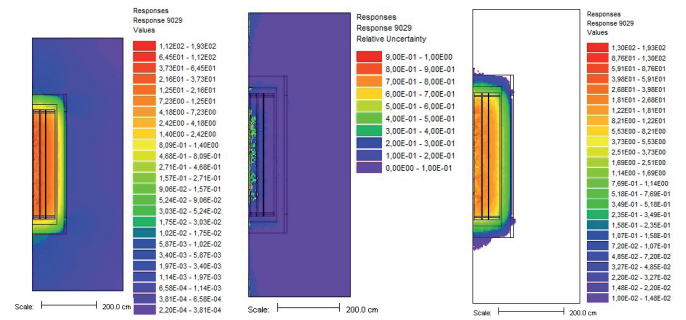 Responses
Response 9029
Values
1,12E02 - 1,93E02
6,45E01 - 1,12E02
3,73E01 - 6,45E01
2,16E01 - 3,73E01
1,25E01 - 2,16E01
7,23E00 - 1,25E01
4,18E00 - 7,23E00
2,42E00 - 4,18E00
1,40E00 - 2,42E00
8,09E-01 - 1,40E00
4,68E-01 - 8,09E-01
2,71E-01 - 4,68E-01
1,57E-01 - 2,71E-01
9,06E-02 - 1,57E-01
5,24E-02 - 9,06E-02
3,03E-02 - 5,24E-02
1,75E-02 - 3,03E-02
1,02E-02 - 1,75E-02
5,87E-03 - 1,02E-02
3,40E-03 - 5,87E-03
1,97E-03 - 3,40E-03
1,14E-03 - 1,97E-03
6,58E-04 - 1,14E-03
3,81E-04 - 6,58E-04
2,20E-04 - 3,81E-04
Scale: 200.0 cm
Responses
Response 9029
Relative Uncertainty
9,00E-01 - 1,00E00
8,00E-01 - 9,00E-01
7,00E-01 - 8,00E-01
6,00E-01 - 7,00E-01
5,00E-01 - 6,00E-01
4,00E-01 - 5,00E-01
3,00E-01 - 4,00E-01
2,00E-01 - 3,00E-01
1,00E-01 - 2,00E-01
0,00E00 - 1,00E-01
Scale: 200.0 cm
Responses
Response 9029
Values
1,30E02 - 1,93E02
8,76E01 - 1,30E02
5,91E01 - 8,76E01
3,98E01 - 5,91E01
2,68E01 - 3,98E01
1,81E01 - 2,68E01
1,22E01 - 1,81E01
8,21E00 - 1,22E01
5,53E00 - 8,21E00
3,73E00 - 5,53E00
2,51E00 - 3,73E00
1,69E00 - 2,51E00
1,14E00 - 1,69E00
7,69E-01 - 1,14E00
5,18E-01 - 7,69E-01
3,49E-01 - 5,18E-01
2,35E-01 - 3,49E-01
1,58E-01 - 2,35E-01
1,07E-01 - 1,58E-01
7,20E-02 - 1,07E-01
4,85E-02 - 7,20E-02
3,27E-02 - 4,85E-02
2,20E-02 - 3,27E-02
1,48E-02 - 2,20E-02
1,00E-02 - 1,48E-02
Scale: 200.0 cm